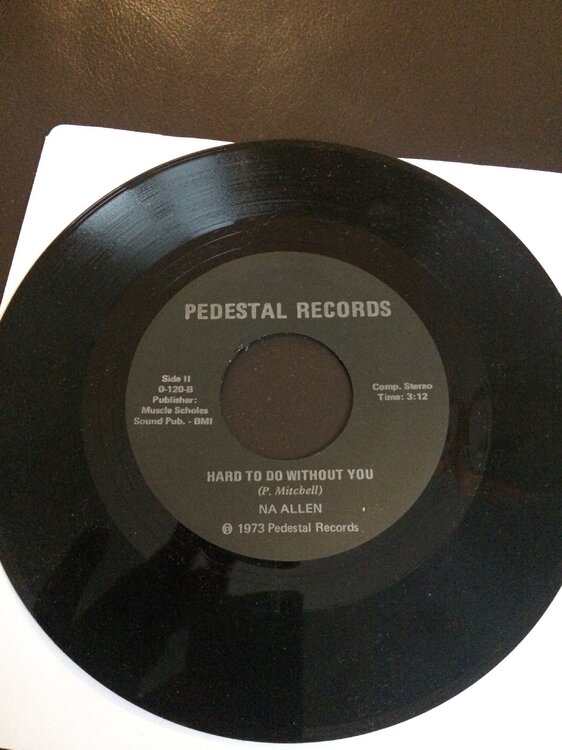 PEDESTAL RECORDS
Side II
0-120-B
Publisher:
Muscle Scholes
Sound Pub. - BMI
Comp. Stereo
Time: 3:12
HARD TO DO WITHOUT YOU
(P. Mitchell)
NA ALLEN
℗ 1973 Pedestal Records